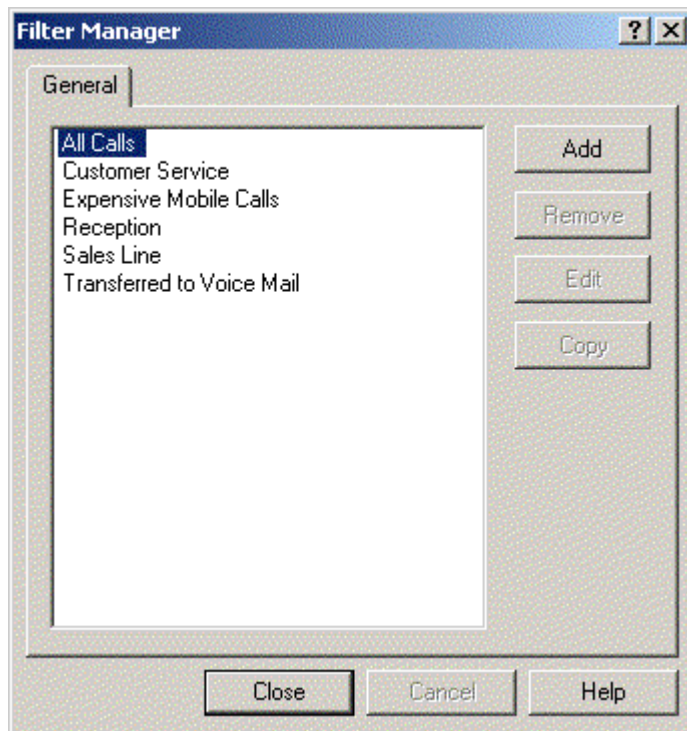 Filter Manager
General
All Calls
Customer Service
Expensive Mobile Calls
Reception
Sales Line
Transferred to Voice Mail
Add
Remove
Edit
Copy
Close
Cancel
Help